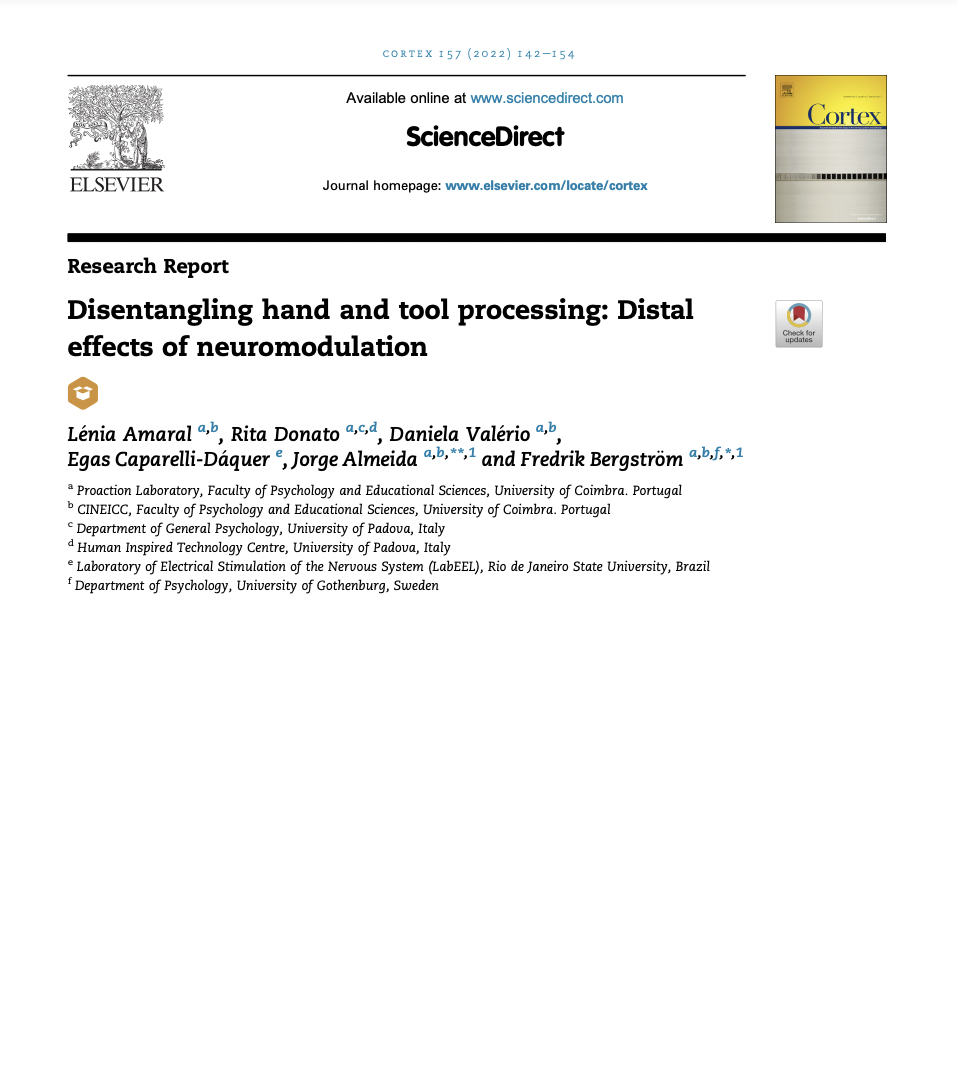 CORTEX 157 (2022) 142–154
Available online at www.sciencedirect.com
ScienceDirect
ELSEVIER
Journal homepage: www.elsevier.com/locate/cortex
Cortex
Research Report
Disentangling hand and tool processing: Distal
effects of neuromodulation
Check for
updates
Lénia Amaral a,b, Rita Donato a,c,d, Daniela Valério a,b,
Egas Caparelli-Dáquer e, Jorge Almeida a,b,**,1 and Fredrik Bergström a,b,f,*,1
a Proaction Laboratory, Faculty of Psychology and Educational Sciences, University of Coimbra. Portugal
b CINEICC, Faculty of Psychology and Educational Sciences, University of Coimbra. Portugal
c Department of General Psychology, University of Padova, Italy
d Human Inspired Technology Centre, University of Padova, Italy
e Laboratory of Electrical Stimulation of the Nervous System (LabEEL), Rio de Janeiro State University, Brazil
f Department of Psychology, University of Gothenburg, Sweden